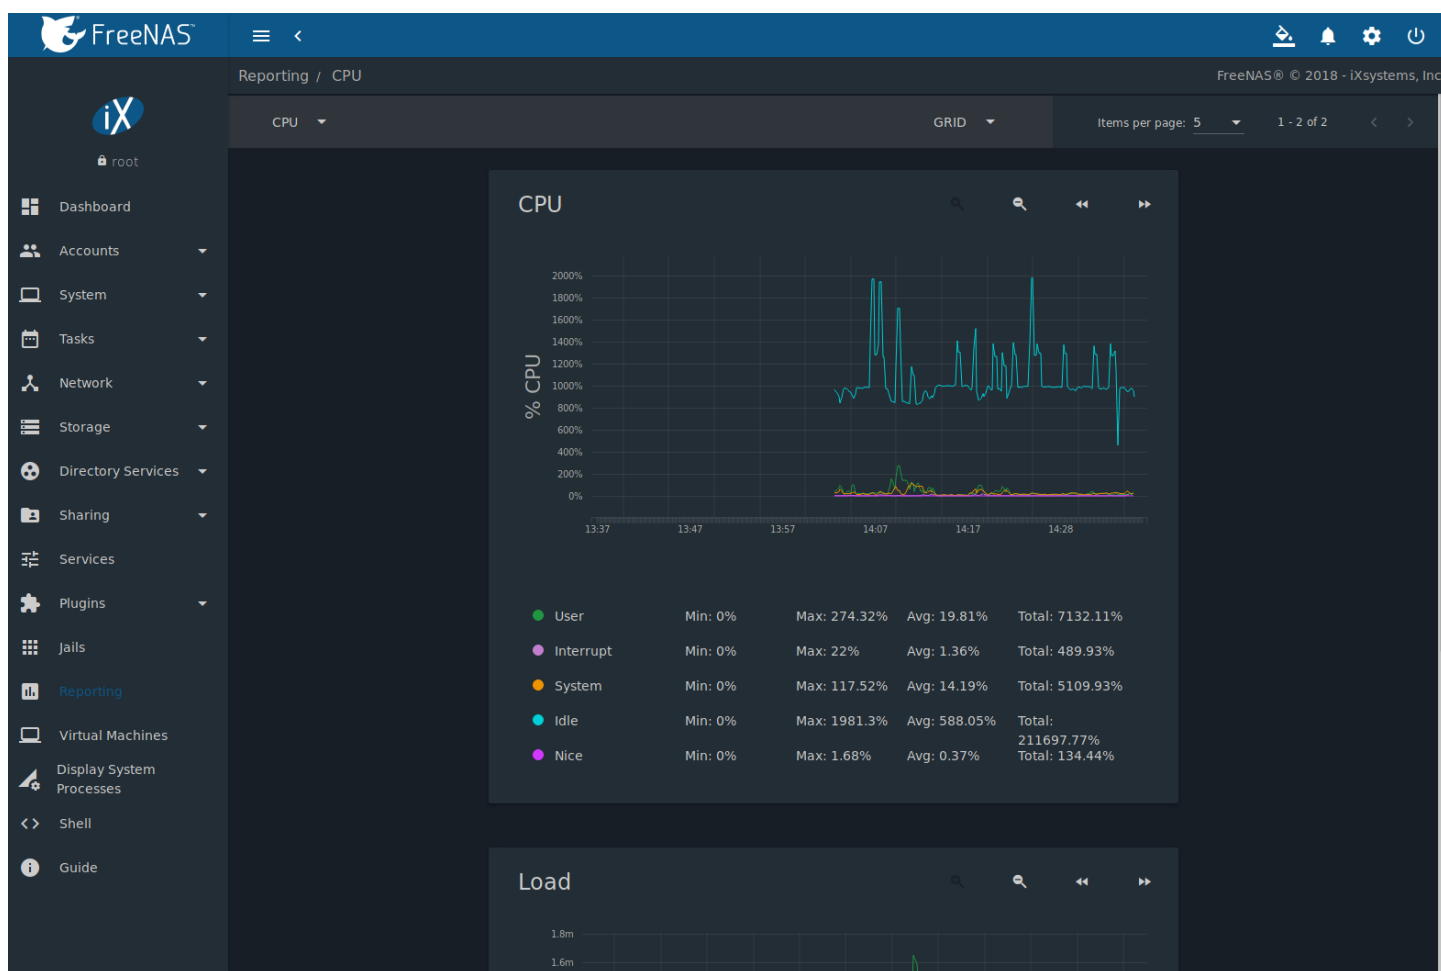 FreeNAS®
Reporting / CPU
FreeNAS® © 2018 - iXsystems, Inc
iX
root
CPU
GRID
Items per page: 5
1 - 2 of 2
Dashboard
Accounts
System
Tasks
Network
Storage
Directory Services
Sharing
Services
Plugins
Jails
Reporting
Virtual Machines
Display System
Processes
Shell
Guide
CPU
% CPU
2000%
1800%
1600%
1400%
1200%
1000%
800%
600%
400%
200%
0%
13:37 13:47 13:57 14:07 14:17 14:28
User Min: 0% Max: 274.32% Avg: 19.81% Total: 7132.11%
Interrupt Min: 0% Max: 22% Avg: 1.36% Total: 489.93%
System Min: 0% Max: 117.52% Avg: 14.19% Total: 5109.93%
Idle Min: 0% Max: 1981.3% Avg: 588.05% Total:
211697.77%
Nice Min: 0% Max: 1.68% Avg: 0.37% Total: 134.44%
Load
1.8m
1.6m